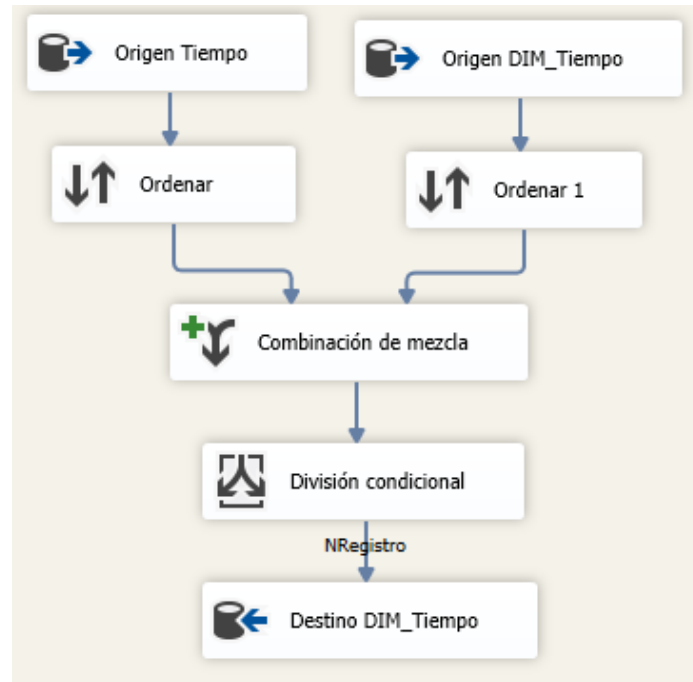 Origen Tiempo
Origen DIM_Tiempo
Ordenar
Ordenar 1
Combinación de mezcla
División condicional
NRegistro
Destino DIM_Tiempo